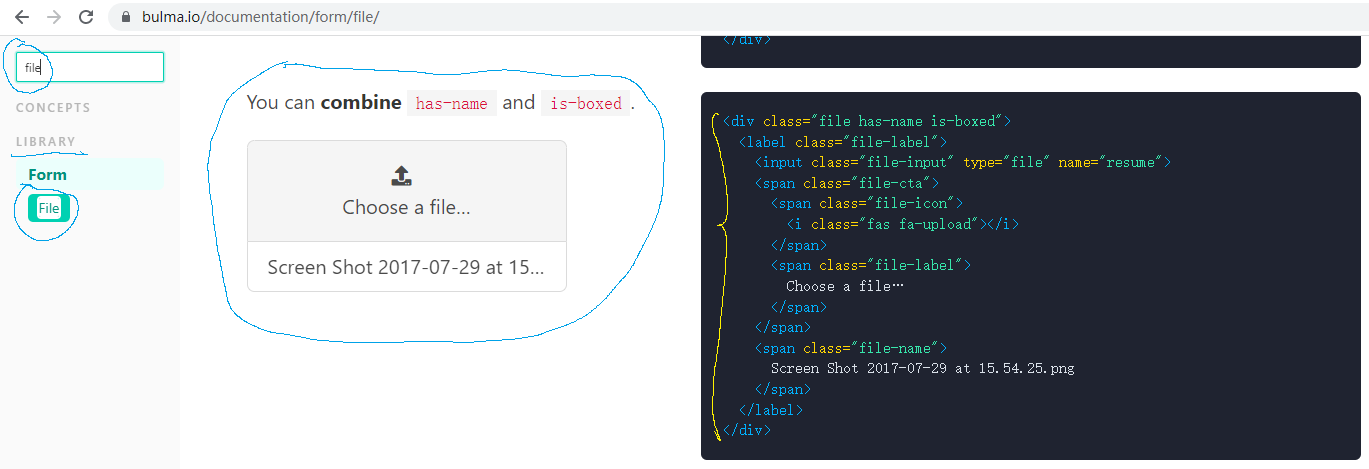 bulma.io/documentation/form/file/
file
CONCEPTS
LIBRARY
Form
File
You can combine has-name and is-boxed.
Choose a file…
Screen Shot 2017-07-29 at 15…
</div>
<div class="file has-name is-boxed">
<label class="file-label">
<input class="file-input" type="file" name="resume">
<span class="file-cta">
<span class="file-icon">
<i class="fas fa-upload"></i>
</span>
<span class="file-label">
Choose a file…
</span>
</span>
<span class="file-name">
Screen Shot 2017-07-29 at 15.54.25.png
</span>
</label>
</div>